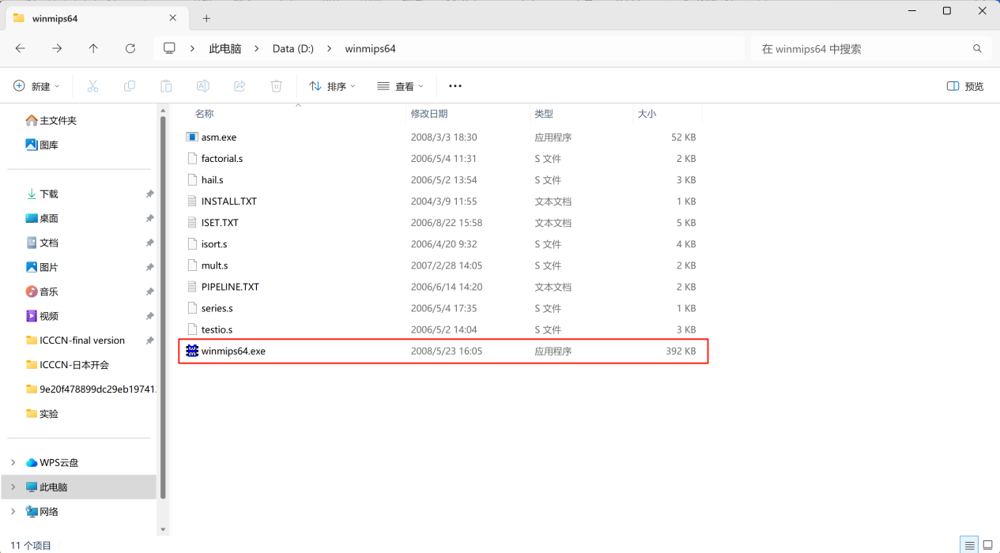 winmips64
此电脑 Data (D:) winmips64
在 winmips64 中搜索
新建 排序 查看 预览
主文件夹
图库
下载
桌面
文档
图片
音乐
视频
ICCCN-final version
ICCCN-日本开会
9e20f478899dc29eb19741
实验
WPS云盘
此电脑
网络
名称 修改日期 类型 大小
asm.exe 2008/3/3 18:30 应用程序 52 KB
factorial.s 2006/5/4 11:31 S 文件 2 KB
hail.s 2006/5/2 13:54 S 文件 3 KB
INSTALL.TXT 2004/3/9 11:55 文本文档 1 KB
ISET.TXT 2006/8/22 15:58 文本文档 5 KB
isort.s 2006/4/20 9:32 S 文件 4 KB
mult.s 2007/2/28 14:05 S 文件 2 KB
PIPELINE.TXT 2006/6/14 14:20 文本文档 2 KB
series.s 2006/5/4 17:35 S 文件 1 KB
testio.s 2006/5/2 14:04 S 文件 3 KB
winmips64.exe 2008/5/23 16:05 应用程序 392 KB
11 个项目